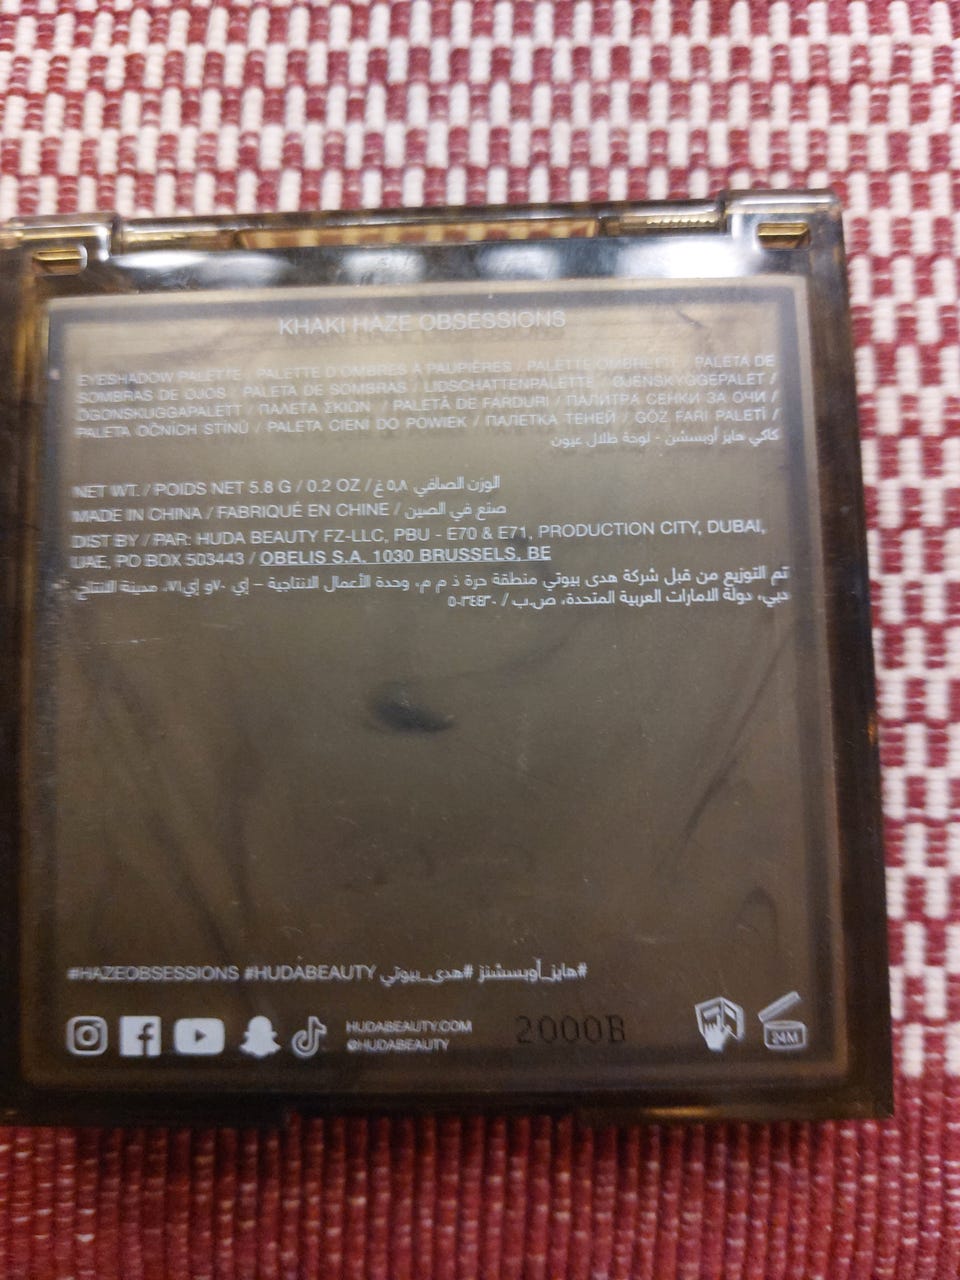 KHAKI HAZE OBSESSIONS
EYESHADOW PALETTE / PALETTE D'OMBRES À PAUPIÈRES / PALETTE OMBRETTI / PALETA DE
SOMBRAS DE OJOS / PALETA DE SOMBRAS / LIDSCHATTENPALETTE / ØJENSKYGGEPALET /
ÖGONSKUGGAPALETT / ΠΑΛΕΤΑ ΣΚΙΩΝ / PALETĂ DE FARDURI / ПАЛИТРА СЕНКИ ЗА ОЧИ /
PALETA OČNÍCH STÍNŮ / PALETA CIENI DO POWIEK / ПАЛЕТКА ТЕНЕЙ / GÖZ FARI PALETİ /
كاكي هايز أوبسشن - لوحة ظلال عيون
NET WT. / POIDS NET 5.8 G / 0.2 OZ / الوزن الصافي ٥٫٨ غ
MADE IN CHINA / FABRIQUÉ EN CHINE / صنع في الصين
DIST BY / PAR: HUDA BEAUTY FZ-LLC, PBU - E70 & E71, PRODUCTION CITY, DUBAI,
UAE, PO BOX 503443 / OBELIS S.A. 1030 BRUSSELS, BE
تم التوزيع من قبل شركة هدى بيوتي منطقة حرة ذ م م، وحدة الأعمال الانتاجية – إي ٧٠ و إي ٧١، مدينة الانتاج،
دبي، دولة الامارات العربية المتحدة، ص.ب /
#HAZEOBSESSIONS #HUDABEAUTY #هايز_أوبسشنز #هدى_بيوتي
HUDABEAUTY.COM
@HUDABEAUTY
2000B
24M